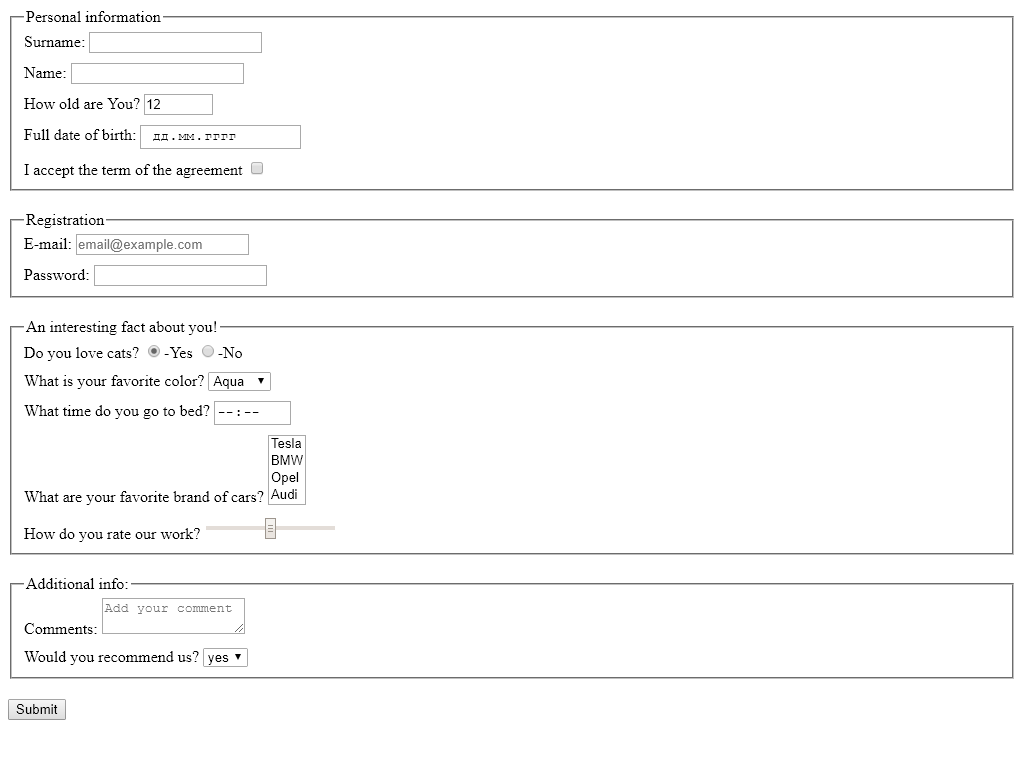 Personal information
Surname:
Name:
How old are You? 12
Full date of birth: дд.мм.гггг
I accept the term of the agreement
Registration
E-mail: email@example.com
Password:
An interesting fact about you!
Do you love cats? -Yes -No
What is your favorite color? Aqua
What time do you go to bed? --:--
Tesla
BMW
Opel
Audi
What are your favorite brand of cars?
How do you rate our work?
Additional info:
Add your comment
Comments:
Would you recommend us? yes
Submit